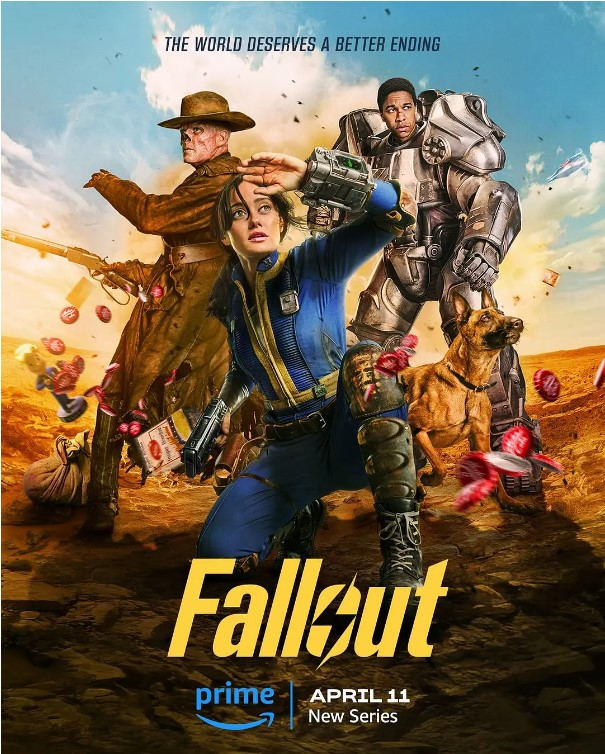 THE WORLD DESERVES A BETTER ENDING
Fallout
prime
APRIL 11
New Series